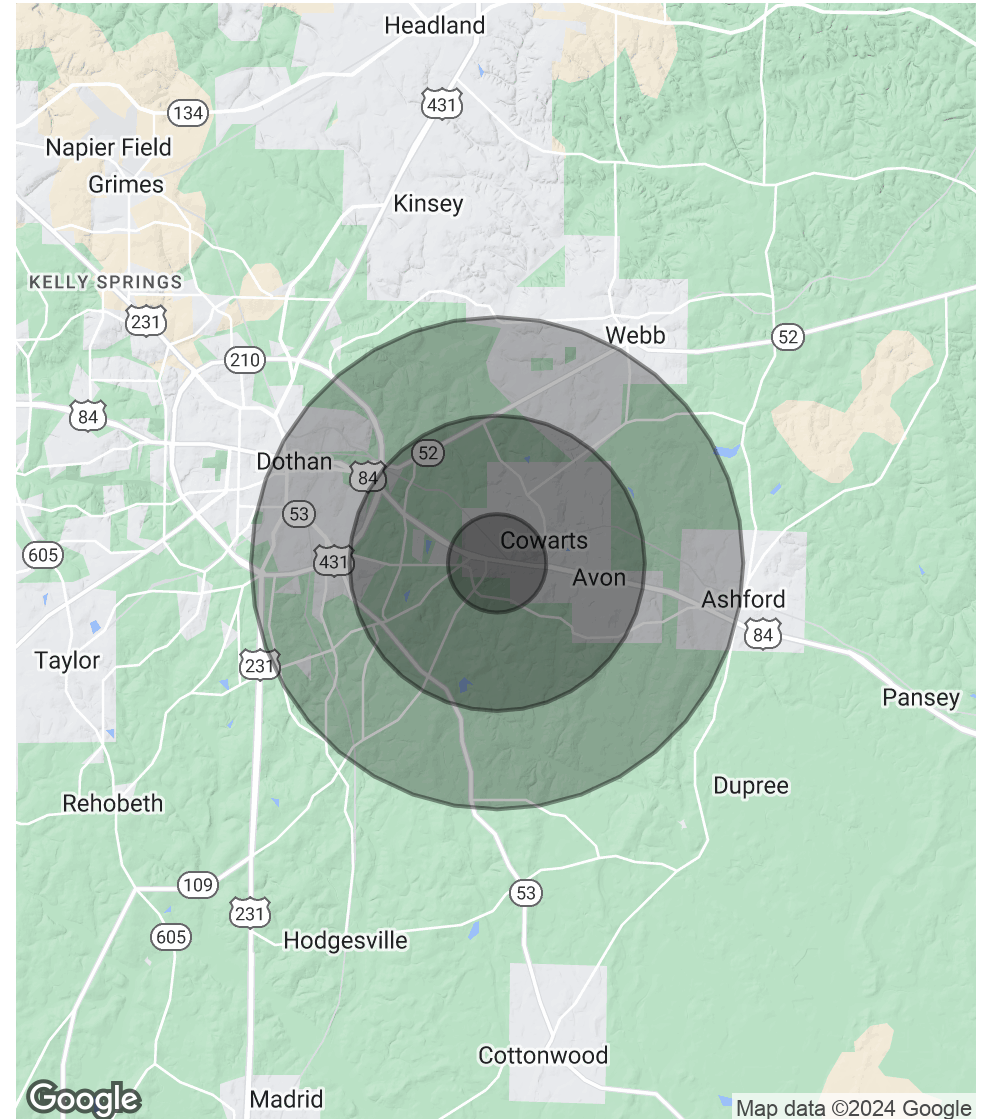 Headland
431
134
Napier Field
Grimes
Kinsey
KELLY SPRINGS
231
Webb
52
210
84
52
Dothan
84
53
Cowarts
605
431
Avon
Ashford
84
Taylor
231
Pansey
Dupree
Rehobeth
109
53
231
605
Hodgesville
Cottonwood
Madrid
Google
Map data ©2024 Google